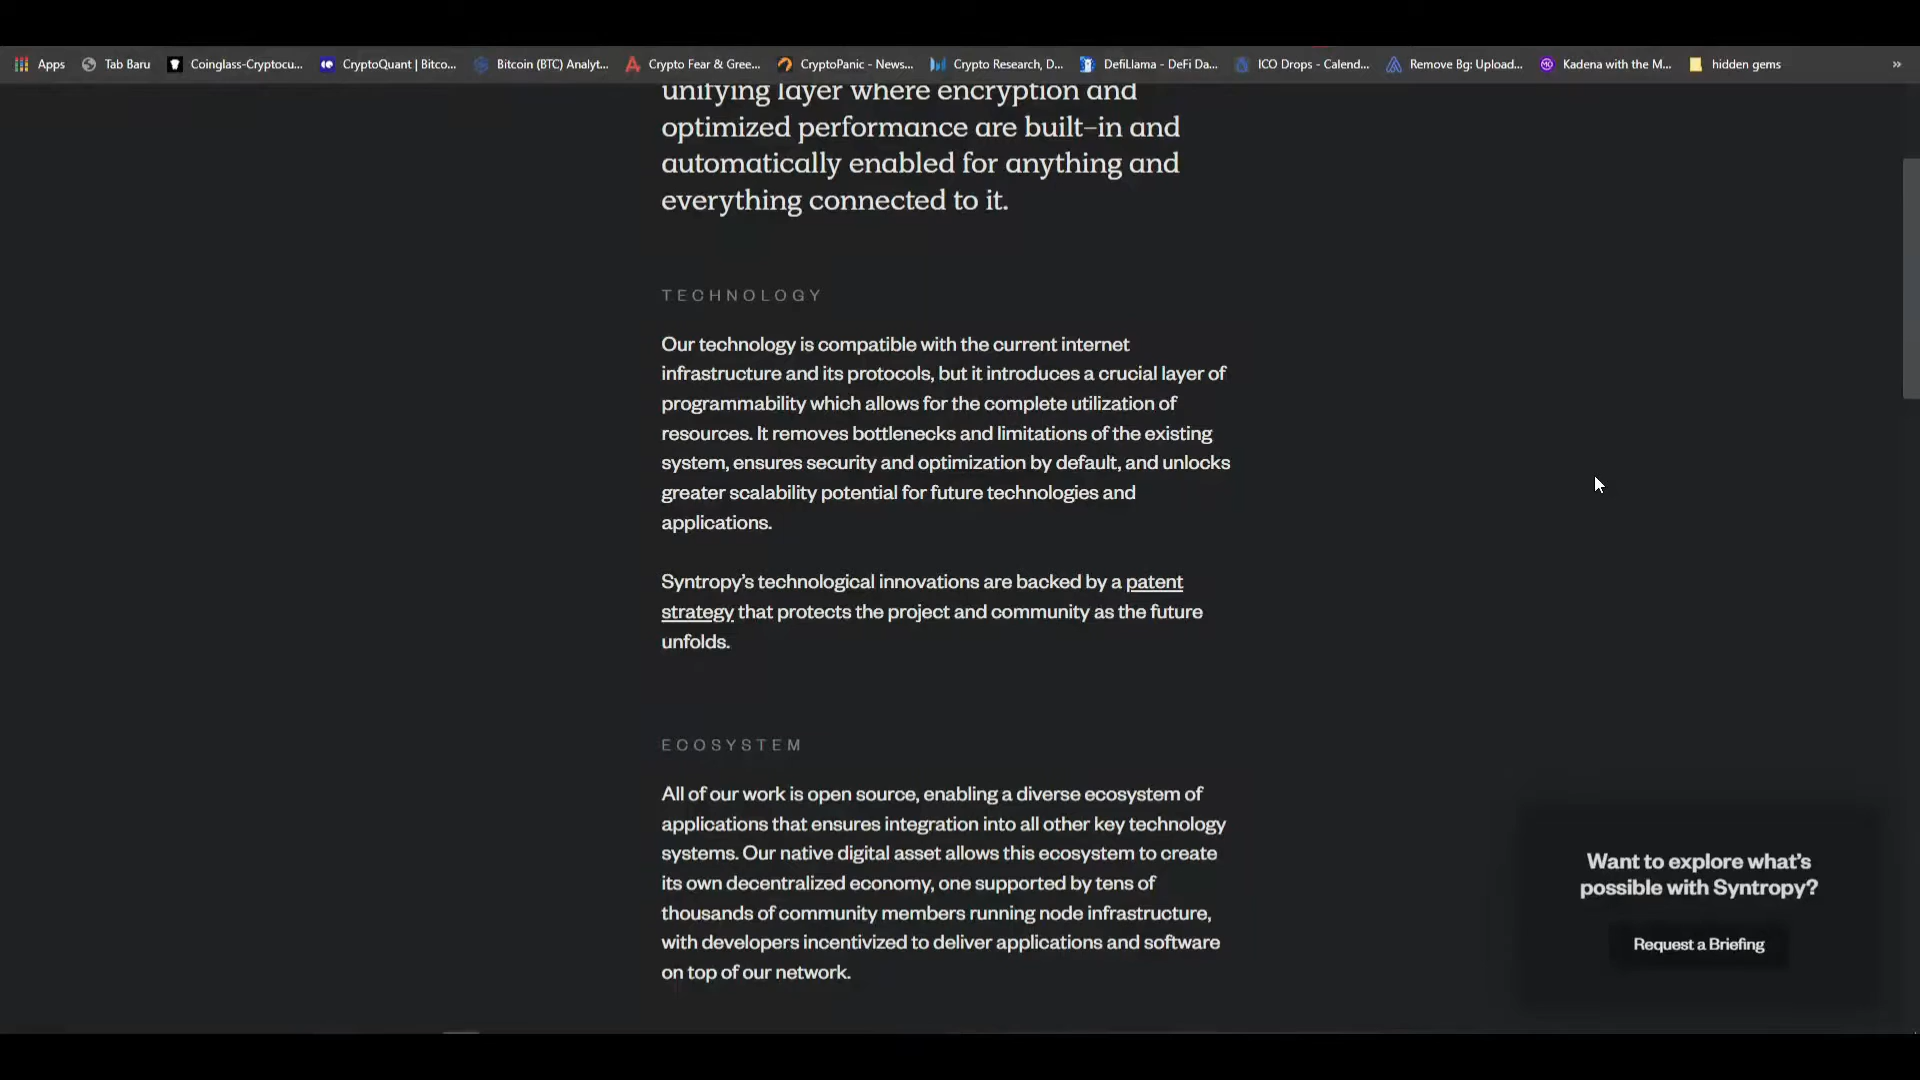 Apps Tab Baru Coinglass-Cryptocu... CryptoQuant | Bitco... Bitcoin (BTC) Analyt... Crypto Fear & Gree... CryptoPanic - News... Crypto Research, D... DefiLlama - DeFi Da... ICO Drops - Calend... Remove Bg: Upload... Kadena with the M... hidden gems »
unifying layer where encryption and
optimized performance are built-in and
automatically enabled for anything and
everything connected to it.
TECHNOLOGY
Our technology is compatible with the current internet
infrastructure and its protocols, but it introduces a crucial layer of
programmability which allows for the complete utilization of
resources. It removes bottlenecks and limitations of the existing
system, ensures security and optimization by default, and unlocks
greater scalability potential for future technologies and
applications.
Syntropy’s technological innovations are backed by a patent
strategy that protects the project and community as the future
unfolds.
ECOSYSTEM
All of our work is open source, enabling a diverse ecosystem of
applications that ensures integration into all other key technology
systems. Our native digital asset allows this ecosystem to create
its own decentralized economy, one supported by tens of
thousands of community members running node infrastructure,
with developers incentivized to deliver applications and software
on top of our network.
Want to explore what’s
possible with Syntropy?
Request a Briefing